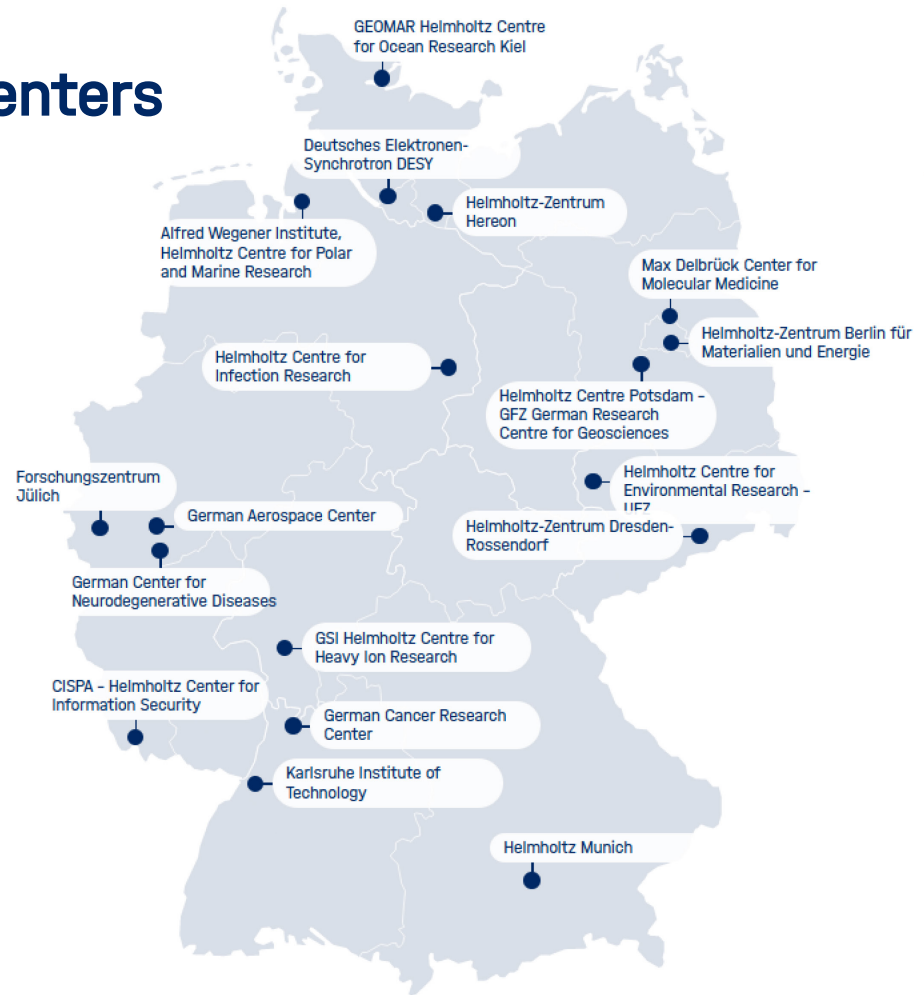 enters
GEOMAR Helmholtz Centre
for Ocean Research Kiel
Deutsches Elektronen-
Synchrotron DESY
Helmholtz-Zentrum
Hereon
Alfred Wegener Institute,
Helmholtz Centre for Polar
and Marine Research
Max Delbrück Center for
Molecular Medicine
Helmholtz-Zentrum Berlin für
Materialien und Energie
Helmholtz Centre for
Infection Research
Helmholtz Centre Potsdam –
GFZ German Research
Centre for Geosciences
Forschungszentrum
Jülich
Helmholtz Centre for
Environmental Research –
UFZ
German Aerospace Center
Helmholtz-Zentrum Dresden-
Rossendorf
German Center for
Neurodegenerative Diseases
GSI Helmholtz Centre for
Heavy Ion Research
CISPA – Helmholtz Center for
Information Security
German Cancer Research
Center
Karlsruhe Institute of
Technology
Helmholtz Munich